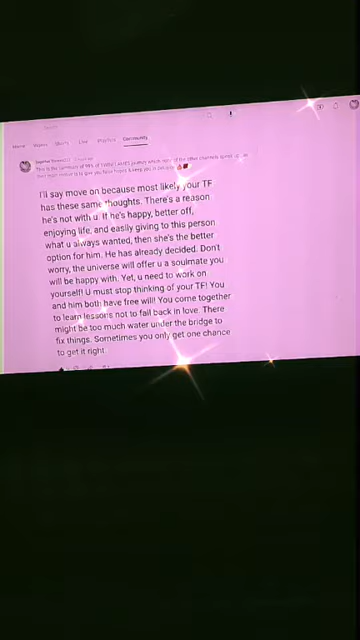 Home Videos Shorts Live Playlists Community
I'll say move on because most likely your TF
has these same thoughts. There's a reason
he's not with u. If he's happy, better off,
enjoying life, and easily giving to this person
what u always wanted, then she's the better
option for him. He has already decided. Don't
worry, the universe will offer u a soulmate you
will be happy with. Yet, u need to work on
yourself! U must stop thinking of your TF! You
and him both have free will! You come together
to learn lessons not to fall back in love. There
might be too much water under the bridge to
fix things. Sometimes you only get one chance
to get it right